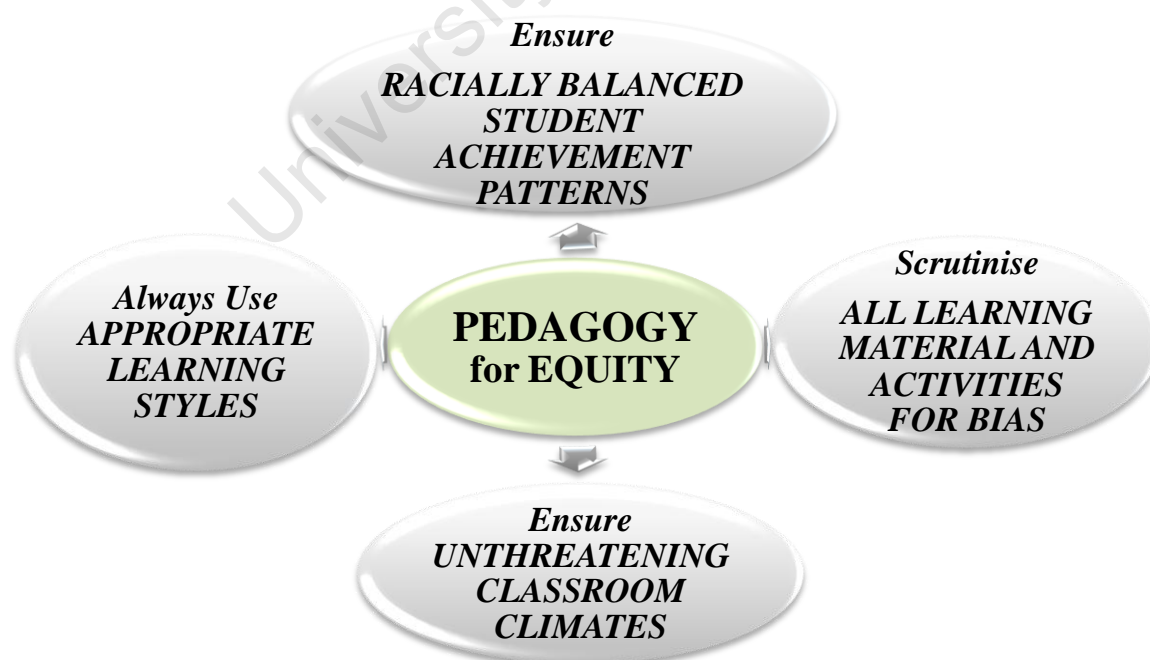 University
Ensure
RACIALLY BALANCED
STUDENT
ACHIEVEMENT
PATTERNS
Always Use
APPROPRIATE
LEARNING
STYLES
PEDAGOGY
for EQUITY
Scrutinise
ALL LEARNING
MATERIAL AND
ACTIVITIES
FOR BIAS
Ensure
UNTHREATENING
CLASSROOM
CLIMATES